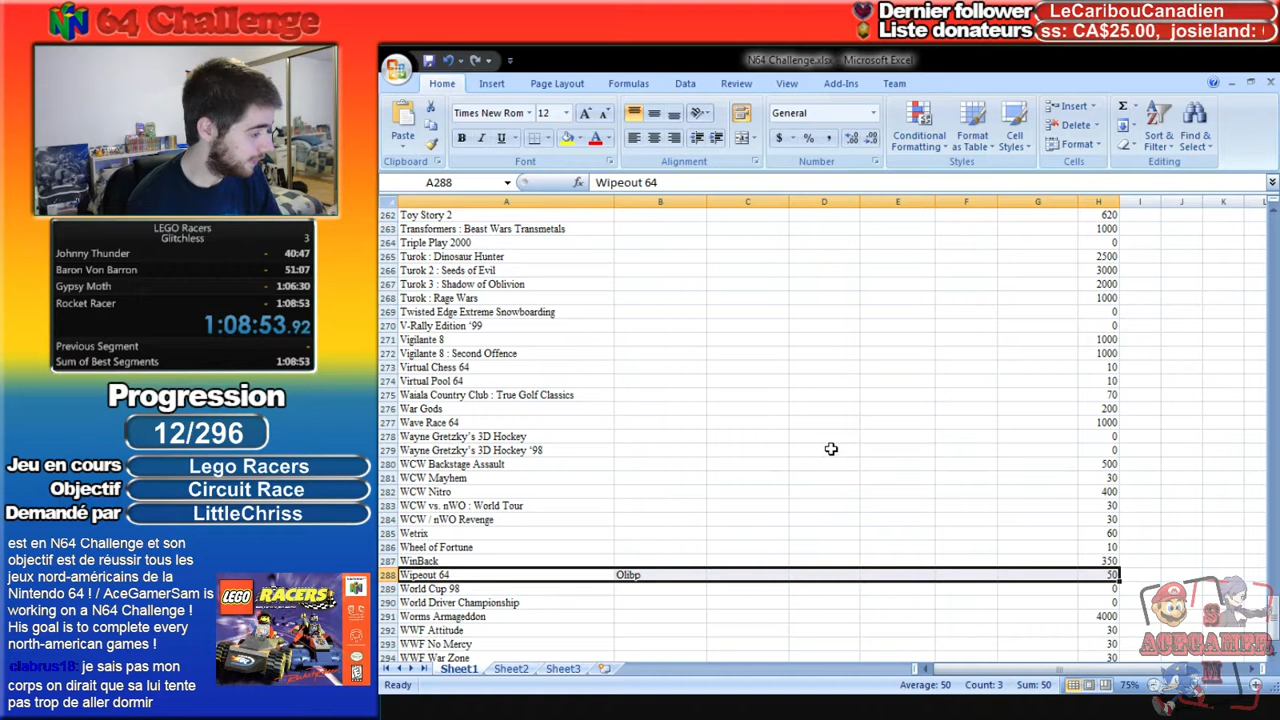 64 Challenge
Dernier follower
LeCaribouCanadien
Liste donateurs
ss: CA$25.00, josieland:
N64 Challenge.xlsx - Microsoft Excel
Home Insert Page Layout Formulas Data Review View Add-Ins Team
Times New Rom 12
General
Paste
Conditional Formatting
Format as Table
Cell Styles
Insert
Delete
Format
Sort & Filter
Find & Select
Clipboard Font Alignment Number Styles Cells Editing
A288 fx Wipeout 64
A B C D E F G H I J K L
262 Toy Story 2 620
263 Transformers : Beast Wars Transmetals 1000
264 Triple Play 2000 0
265 Turok : Dinosaur Hunter 2500
266 Turok 2 : Seeds of Evil 3000
267 Turok 3 : Shadow of Oblivion 2000
268 Turok : Rage Wars 1000
269 Twisted Edge Extreme Snowboarding 0
270 V-Rally Edition ‘99 0
271 Vigilante 8 1000
272 Vigilante 8 : Second Offence 1000
273 Virtual Chess 64 10
274 Virtual Pool 64 10
275 Waiala Country Club : True Golf Classics 70
276 War Gods 200
277 Wave Race 64 1000
278 Wayne Gretzky’s 3D Hockey 0
279 Wayne Gretzky’s 3D Hockey ‘98 0
280 WCW Backstage Assault 500
281 WCW Mayhem 30
282 WCW Nitro 400
283 WCW vs. nWO : World Tour 30
284 WCW / nWO Revenge 30
285 Wetrix 60
286 Wheel of Fortune 10
287 WinBack 350
288 Wipeout 64 Olibp 50
289 World Cup 98 0
290 World Driver Championship 0
291 Worms Armageddon 4000
292 WWF Attitude 30
293 WWF No Mercy 30
294 WWF War Zone 30
Sheet1 Sheet2 Sheet3
Ready Average: 50 Count: 3 Sum: 50 75%
LEGO Racers
Glitchless 3
Johnny Thunder - 40:47
Baron Von Barron - 51:07
Gypsy Moth - 1:06:30
Rocket Racer - 1:08:53
1:08:53.92
Previous Segment -
Sum of Best Segments 1:08:53
Progression
12/296
Jeu en cours Lego Racers
Objectif Circuit Race
Demandé par LittleChriss
est en N64 Challenge et son
objectif est de réussir tous les
jeux nord-américains de la
Nintendo 64 ! / AceGamerSam is
working on a N64 Challenge !
His goal is to complete every
north-american games !
clabrus18: je sais pas mon
corps on dirait que sa lui tente
pas trop de aller dormir
LEGO RACERS